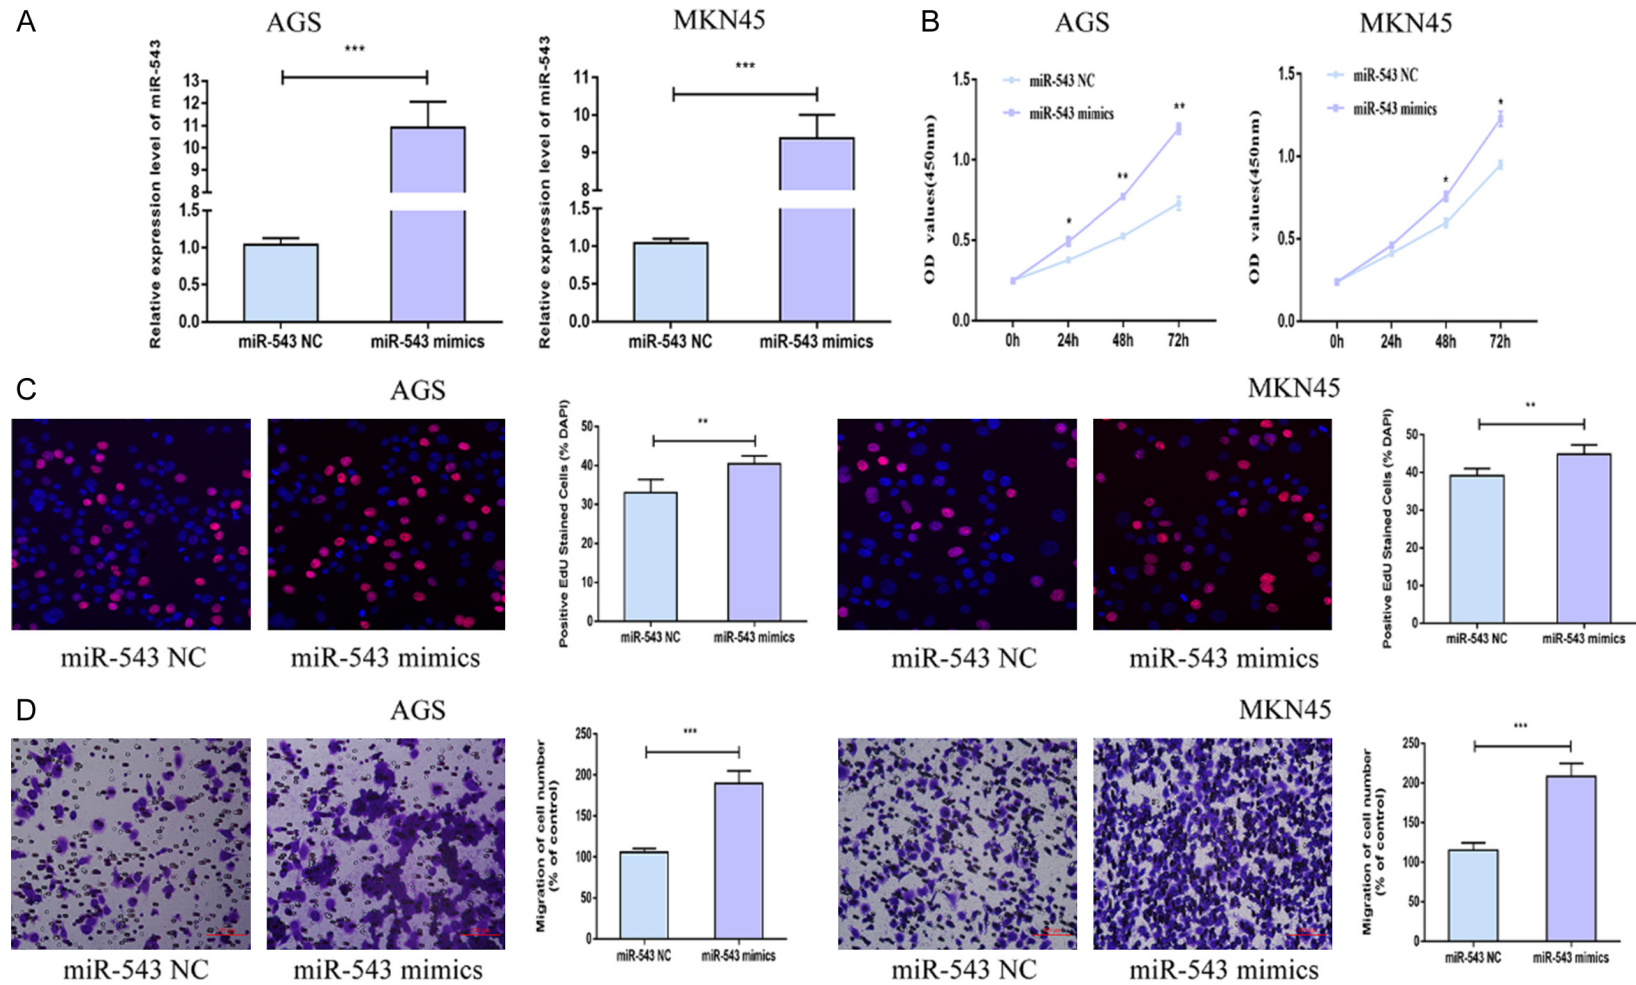 A
AGS
***
Relative expression level of miR-543
13
12
11
10
9
8
1.5
1.0
0.5
0.0
miR-543 NC
miR-543 mimics
MKN45
***
Relative expression level of miR-543
11
10
9
8
1.5
1.0
0.5
0.0
miR-543 NC
miR-543 mimics
B
AGS
miR-543 NC
miR-543 mimics
OD values(450nm)
1.5
1.0
0.5
0.0
*
**
**
0h
24h
48h
72h
MKN45
miR-543 NC
miR-543 mimics
OD values(450nm)
1.5
1.0
0.5
0.0
*
*
0h
24h
48h
72h
C
AGS
miR-543 NC
miR-543 mimics
Positive EdU Stained Cells (% DAPI)
50
40
30
20
10
0
**
miR-543 NC
miR-543 mimics
MKN45
miR-543 NC
miR-543 mimics
Positive EdU Stained Cells (% DAPI)
50
40
30
20
10
0
**
miR-543 NC
miR-543 mimics
D
AGS
miR-543 NC
miR-543 mimics
Migration of cell number
(% of control)
250
200
150
100
50
0
***
miR-543 NC
miR-543 mimics
MKN45
miR-543 NC
miR-543 mimics
Migration of cell number
(% of control)
250
200
150
100
50
0
***
miR-543 NC
miR-543 mimics